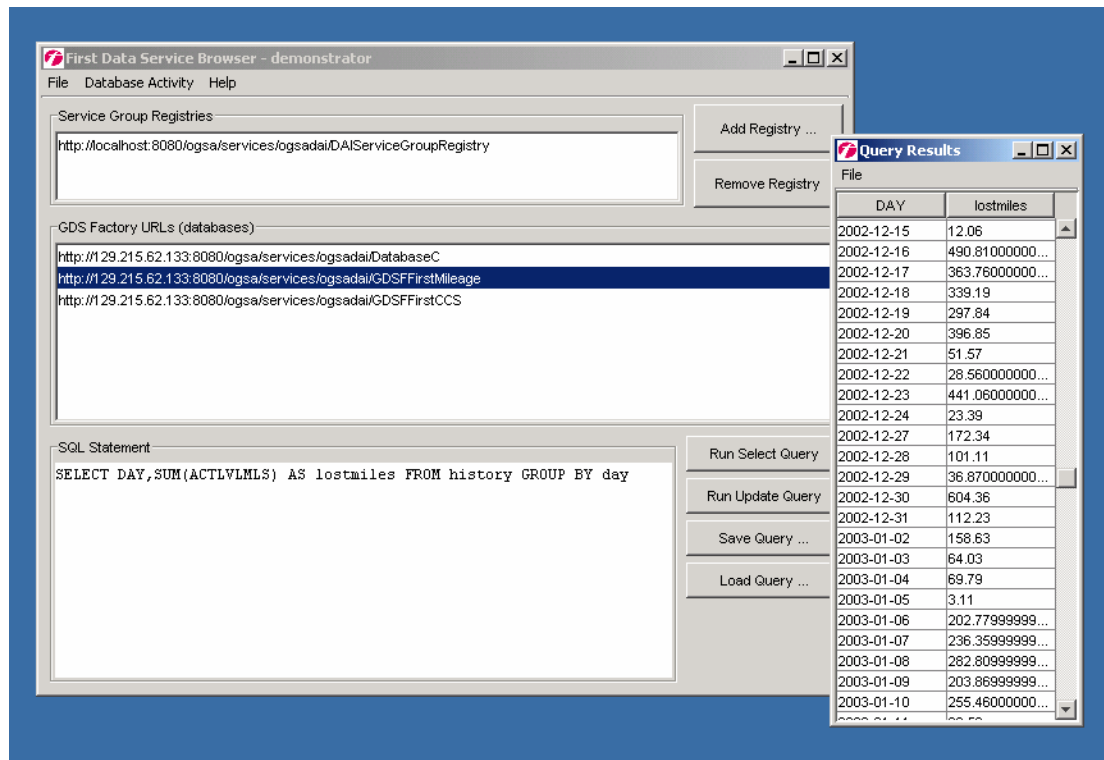 First Data Service Browser - demonstrator
File Database Activity Help
Service Group Registries
http://localhost:8080/ogsa/services/ogsadai/DAIServiceGroupRegistry
Add Registry ...
Remove Registry
GDS Factory URLs (databases)
http://129.215.62.133:8080/ogsa/services/ogsadai/DatabaseC
http://129.215.62.133:8080/ogsa/services/ogsadai/GDSFFirstMileage
http://129.215.62.133:8080/ogsa/services/ogsadai/GDSFFirstCCS
SQL Statement
SELECT DAY,SUM(ACTLVLMLS) AS lostmiles FROM history GROUP BY day
Run Select Query
Run Update Query
Save Query ...
Load Query ...
Query Results
File
DAY lostmiles
2002-12-15 12.06
2002-12-16 490.81000000...
2002-12-17 363.76000000...
2002-12-18 339.19
2002-12-19 297.84
2002-12-20 396.85
2002-12-21 51.57
2002-12-22 28.560000000...
2002-12-23 441.06000000...
2002-12-24 23.39
2002-12-27 172.34
2002-12-28 101.11
2002-12-29 36.870000000...
2002-12-30 604.36
2002-12-31 112.23
2003-01-02 158.63
2003-01-03 64.03
2003-01-04 69.79
2003-01-05 3.11
2003-01-06 202.77999999...
2003-01-07 236.35999999...
2003-01-08 282.80999999...
2003-01-09 203.86999999...
2003-01-10 255.46000000...